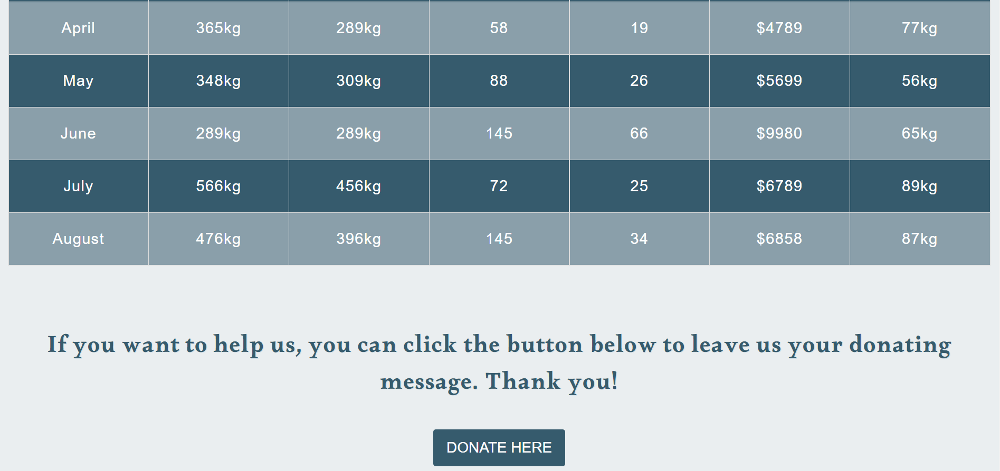 April 365kg 289kg 58 19 $4789 77kg
May 348kg 309kg 88 26 $5699 56kg
June 289kg 289kg 145 66 $9980 65kg
July 566kg 456kg 72 25 $6789 89kg
August 476kg 396kg 145 34 $6858 87kg
If you want to help us, you can click the button below to leave us your donating
message. Thank you!
DONATE HERE